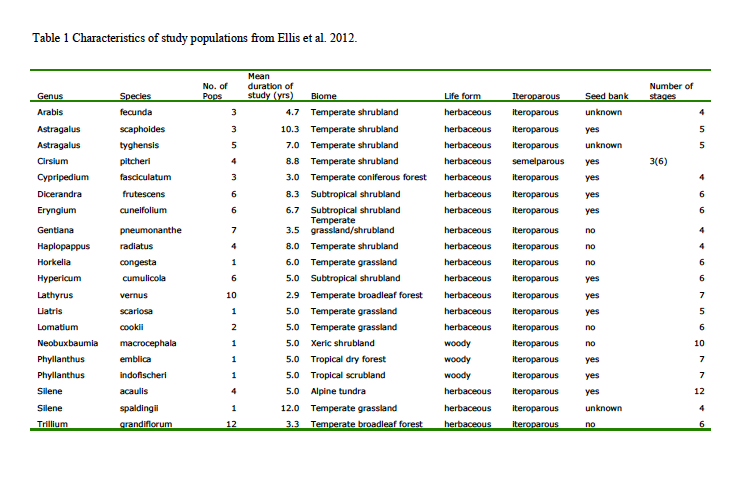 Table 1 Characteristics of study populations from Ellis et al. 2012.
Genus Species No. of Pops Mean duration of study (yrs) Biome Life form Iteroparous Seed bank Number of stages
Arabis fecunda 3 4.7 Temperate shrubland herbaceous iteroparous unknown 4
Astragalus scaphoides 3 10.3 Temperate shrubland herbaceous iteroparous yes 5
Astragalus tyghensis 5 7.0 Temperate shrubland herbaceous iteroparous unknown 5
Cirsium pitcheri 4 8.8 Temperate shrubland herbaceous semelparous yes 3(6)
Cypripedium fasciculatum 3 3.0 Temperate coniferous forest herbaceous iteroparous yes 4
Dicerandra frutescens 6 8.3 Subtropical shrubland herbaceous iteroparous yes 6
Eryngium cuneifolium 6 6.7 Subtropical shrubland herbaceous iteroparous yes 6
Gentiana pneumonanthe 7 3.5 Temperate grassland/shrubland herbaceous iteroparous no 4
Haplopappus radiatus 4 8.0 Temperate shrubland herbaceous iteroparous no 4
Horkelia congesta 1 6.0 Temperate grassland herbaceous iteroparous no 6
Hypericum cumulicola 6 5.0 Subtropical shrubland herbaceous iteroparous yes 6
Lathyrus vernus 10 2.9 Temperate broadleaf forest herbaceous iteroparous yes 7
Liatris scariosa 1 5.0 Temperate grassland herbaceous iteroparous yes 5
Lomatium cookii 2 5.0 Temperate grassland herbaceous iteroparous no 6
Neobuxbaumia macrocephala 1 5.0 Xeric shrubland woody iteroparous no 10
Phyllanthus emblica 1 5.0 Tropical dry forest woody iteroparous yes 7
Phyllanthus indofischeri 1 5.0 Tropical scrubland woody iteroparous yes 7
Silene acaulis 4 5.0 Alpine tundra herbaceous iteroparous yes 12
Silene spaldingii 1 12.0 Temperate grassland herbaceous iteroparous unknown 4
Trillium grandiflorum 12 3.3 Temperate broadleaf forest herbaceous iteroparous no 6